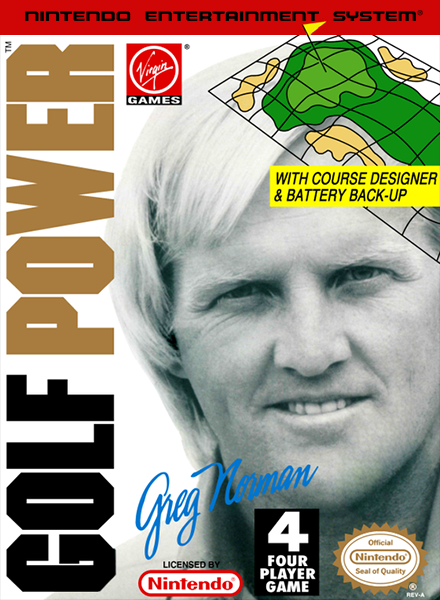 NINTENDO ENTERTAINMENT SYSTEM®
TM
GOLF POWER
Virgin®
GAMES
WITH COURSE DESIGNER
& BATTERY BACK-UP
Greg Norman
LICENSED BY
Nintendo®
4
FOUR
PLAYER
GAME
Official
Nintendo®
Seal of Quality
®
REV-A